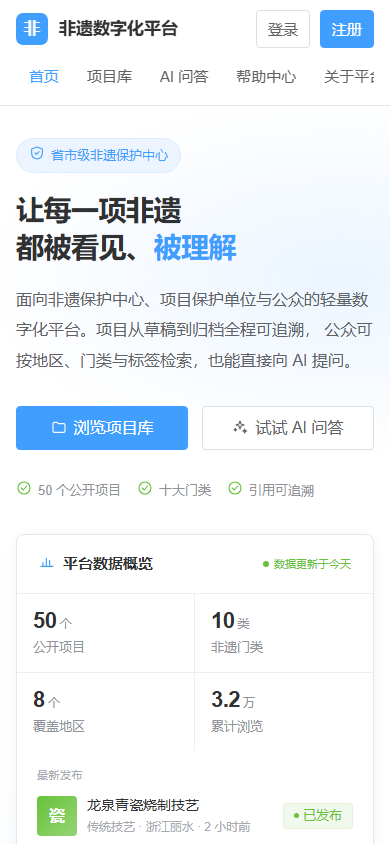 非 非遗数字化平台 登录 注册
首页 项目库 AI 问答 帮助中心 关于平
省市级非遗保护中心
让每一项非遗
都被看见、被理解
面向非遗保护中心、项目保护单位与公众的轻量数
字化平台。项目从草稿到归档全程可追溯， 公众可
按地区、门类与标签检索，也能直接向 AI 提问。
浏览项目库 试试 AI 问答
50 个公开项目 十大门类 引用可追溯
平台数据概览 数据更新于今天
50 个 10 类
公开项目 非遗门类
8 个 3.2 万
覆盖地区 累计浏览
最新发布
瓷 龙泉青瓷烧制技艺 已发布
传统技艺 · 浙江丽水 · 2 小时前